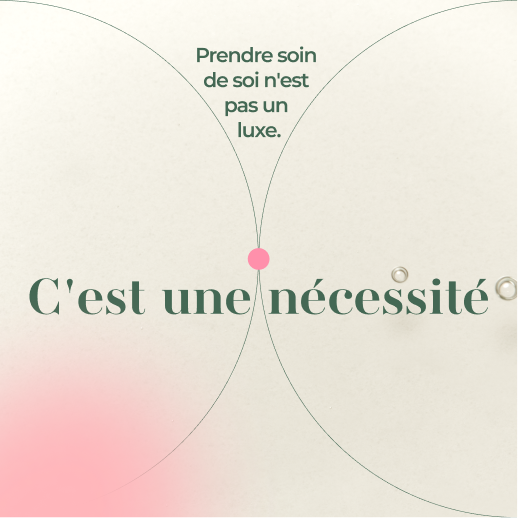 Prendre soin
de soi n'est
pas un
luxe.
C'est une nécessité